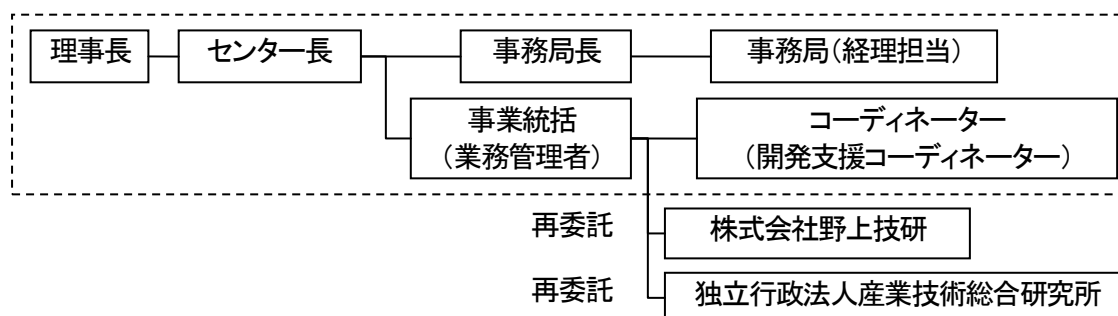 理事長
センター長
事務局長
事務局(経理担当)
事業統括
(業務管理者)
コーディネーター
(開発支援コーディネーター)
再委託
株式会社野上技研
再委託
独立行政法人産業技術総合研究所